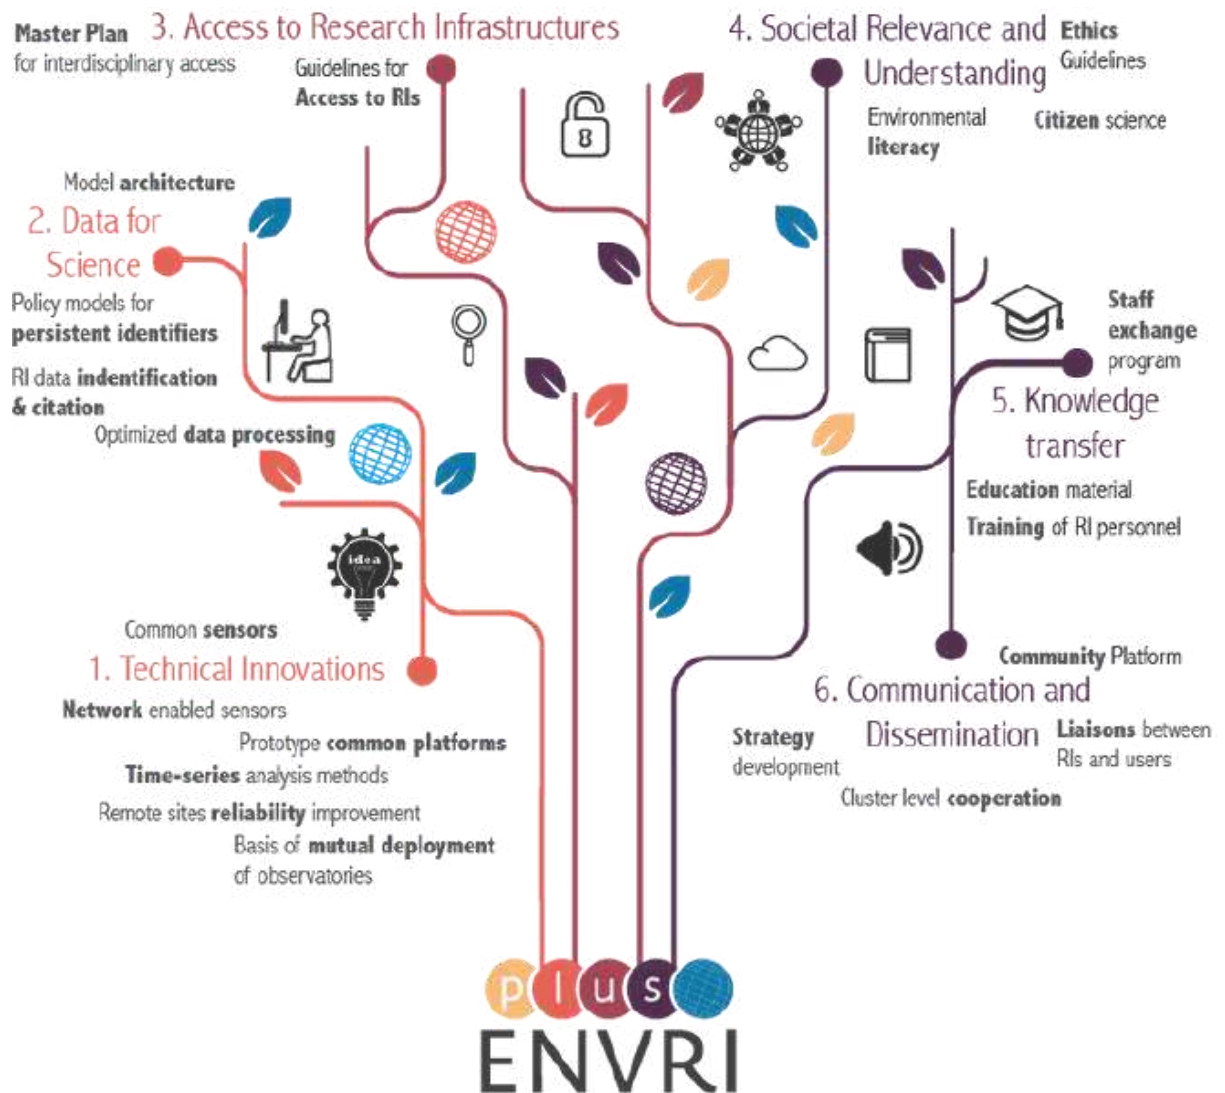 Master Plan
for interdisciplinary access
3. Access to Research Infrastructures
Guidelines for
Access to RIs
4. Societal Relevance and
Understanding
Ethics
Guidelines
Environmental
literacy
Citizen science
Model architecture
2. Data for
Science
Policy models for
persistent identifiers
RI data indentification
& citation
Optimized data processing
Staff
exchange
program
5. Knowledge
transfer
Education material
Training of RI personnel
idea
Common sensors
1. Technical Innovations
Network enabled sensors
Prototype common platforms
Time-series analysis methods
Remote sites reliability improvement
Basis of mutual deployment
of observatories
Community Platform
6. Communication and
Dissemination
Strategy
development
Liaisons between
RIs and users
Cluster level cooperation
plus
ENVRI